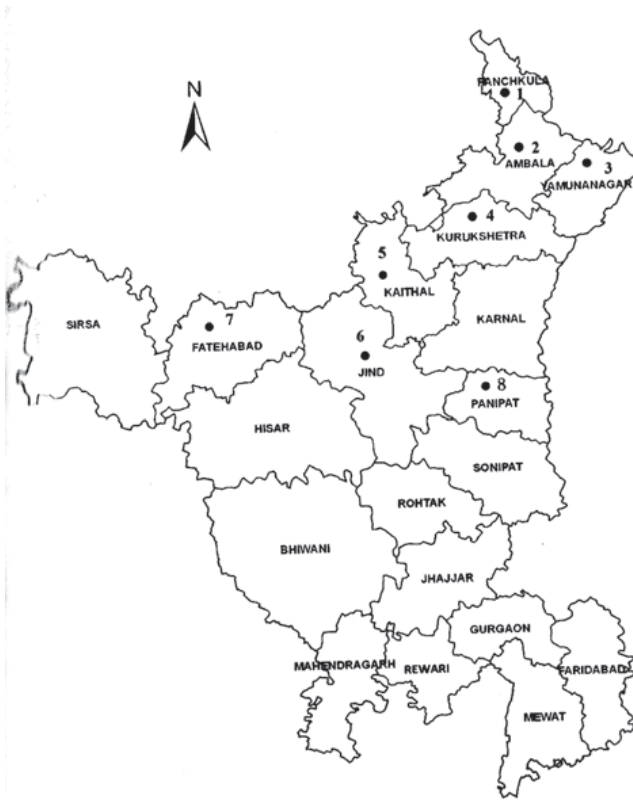 N
PANCHKULA
1
2
AMBALA
3
YAMUNANAGAR
4
KURUKSHETRA
5
KAITHAL
KARNAL
SIRSA
7
FATEHABAD
6
JIND
8
PANIPAT
HISAR
SONIPAT
ROHTAK
BHIWANI
JHAJJAR
GURGAON
MAHENDRAGARH
REWARI
FARIDABAD
MEWAT